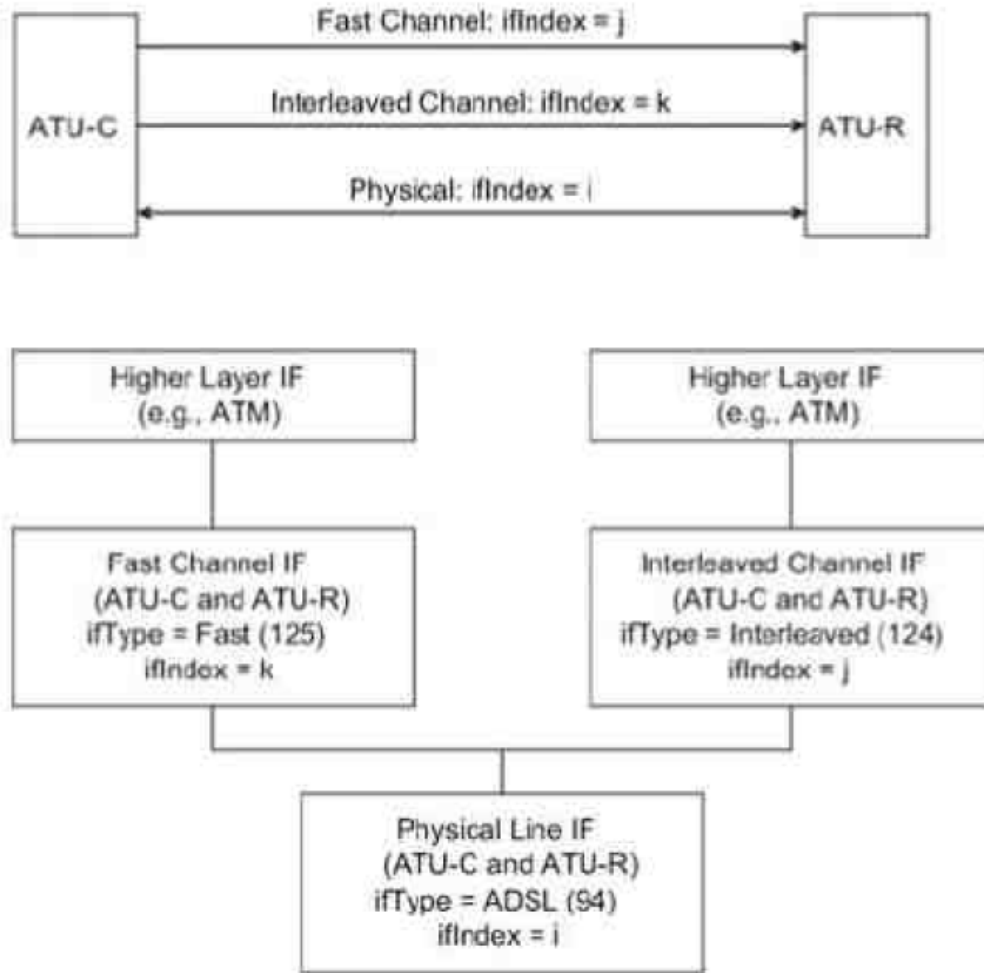 Fast Channel: ifIndex = j
ATU-C
Interleaved Channel: ifIndex = k
ATU-R
Physical: ifIndex = i
Higher Layer IF
(e.g., ATM)
Higher Layer IF
(e.g., ATM)
Fast Channel IF
(ATU-C and ATU-R)
ifType = Fast (125)
ifIndex = k
Interleaved Channel IF
(ATU-C and ATU-R)
ifType = Interleaved (124)
ifIndex = j
Physical Line IF
(ATU-C and ATU-R)
ifType = ADSL (94)
ifIndex = i